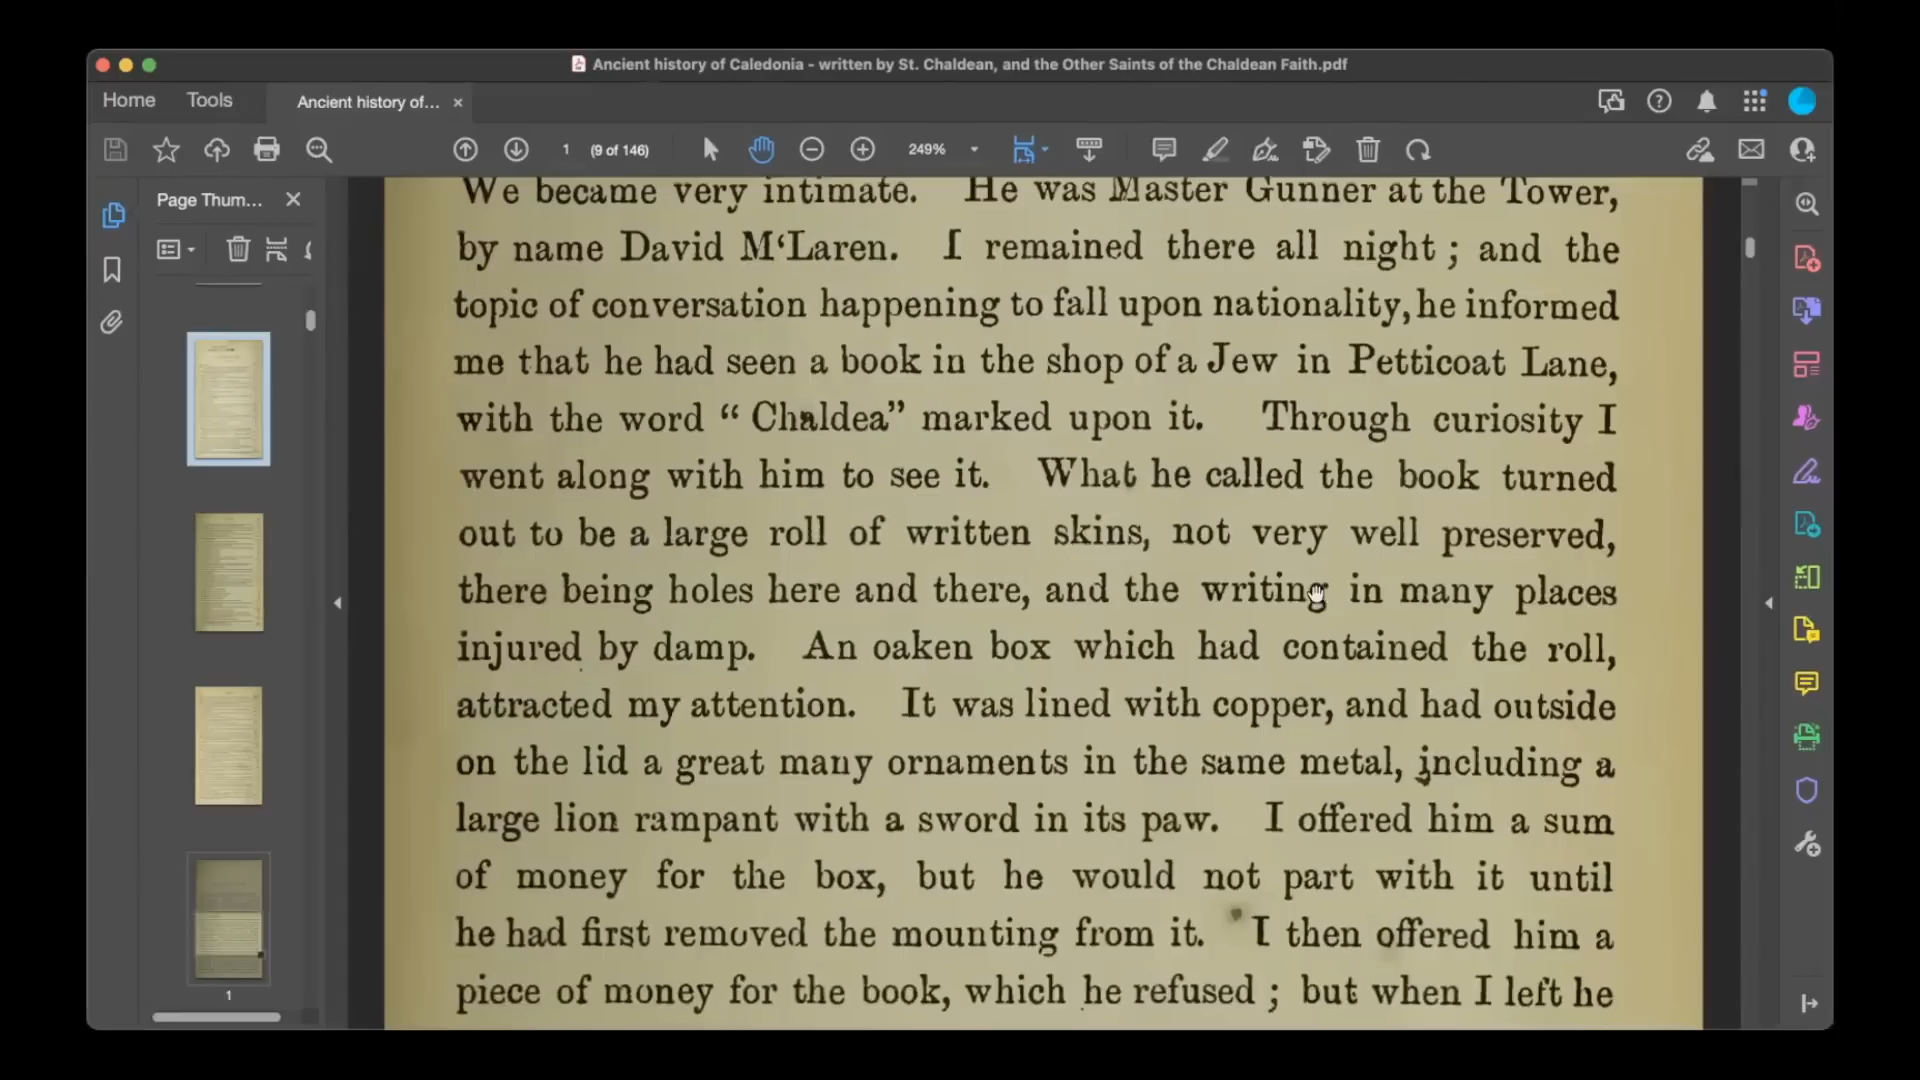 Ancient history of Caledonia - written by St. Chaldean, and the Other Saints of the Chaldean Faith.pdf
Home Tools Ancient history of...
1 (9 of 146) 249%
Page Thum...
We became very intimate. He was Master Gunner at the Tower,
by name David M‘Laren. I remained there all night ; and the
topic of conversation happening to fall upon nationality, he informed
me that he had seen a book in the shop of a Jew in Petticoat Lane,
with the word “ Chaldea” marked upon it. Through curiosity I
went along with him to see it. What he called the book turned
out to be a large roll of written skins, not very well preserved,
there being holes here and there, and the writing in many places
injured by damp. An oaken box which had contained the roll,
attracted my attention. It was lined with copper, and had outside
on the lid a great many ornaments in the same metal, including a
large lion rampant with a sword in its paw. I offered him a sum
of money for the box, but he would not part with it until
he had first removed the mounting from it. I then offered him a
piece of money for the book, which he refused ; but when I left he
1